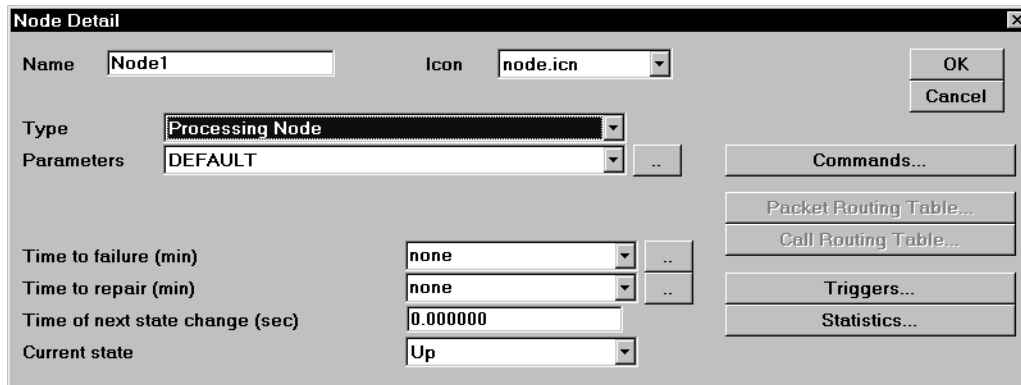 Node Detail
Name Node1 Icon node.icn OK
Cancel
Type Processing Node
Parameters DEFAULT .. Commands...
Packet Routing Table...
Call Routing Table...
Time to failure (min) none ..
Time to repair (min) none .. Triggers...
Time of next state change (sec) 0.000000 Statistics...
Current state Up